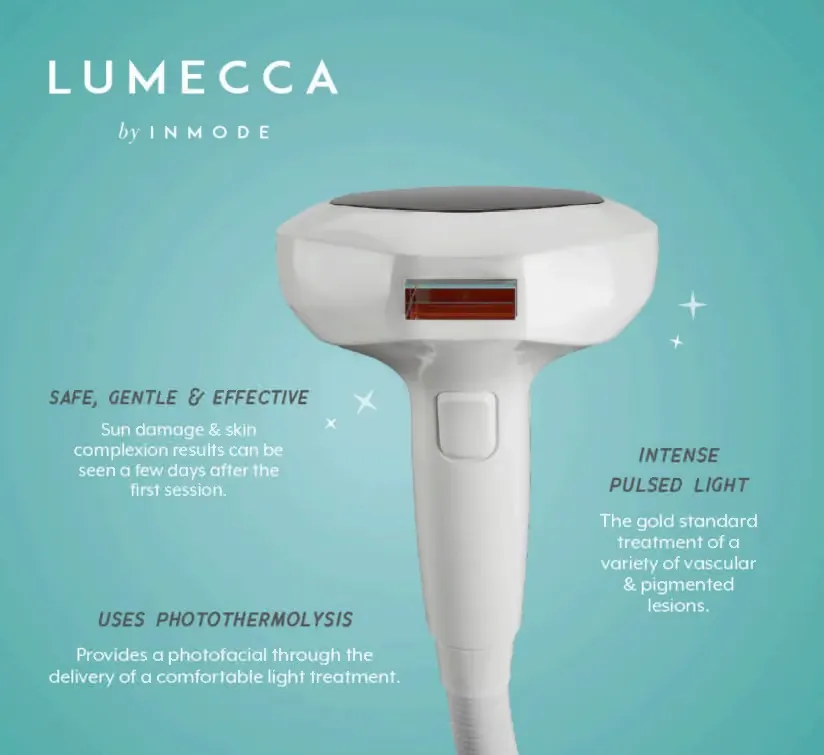 LUMECCA
by INMODE
SAFE, GENTLE & EFFECTIVE
Sun damage & skin
complexion results can be
seen a few days after the
first session.
INTENSE
PULSED LIGHT
The gold standard
treatment of a
variety of vascular
& pigmented
lesions.
USES PHOTOTHERMOLYSIS
Provides a photofacial through the
delivery of a comfortable light treatment.